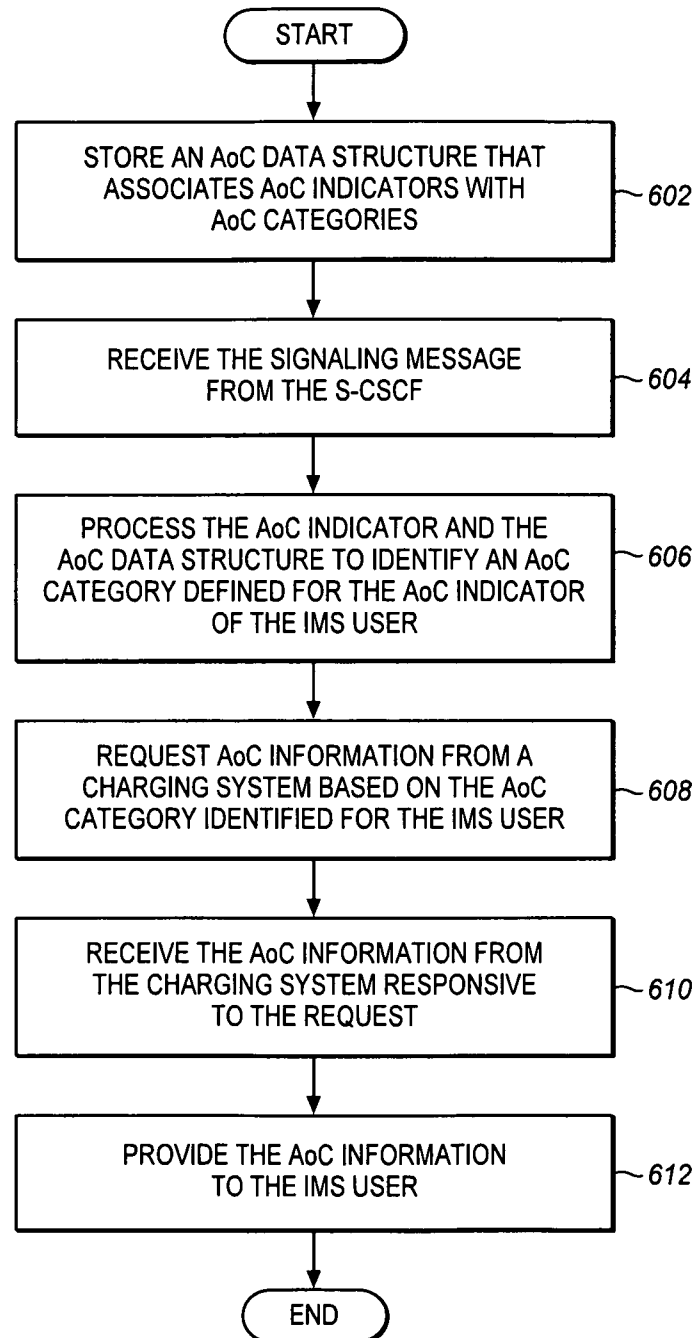 START
STORE AN AoC DATA STRUCTURE THAT
ASSOCIATES AoC INDICATORS WITH
AoC CATEGORIES
602
RECEIVE THE SIGNALING MESSAGE
FROM THE S-CSCF
604
PROCESS THE AoC INDICATOR AND THE
AoC DATA STRUCTURE TO IDENTIFY AN AoC
CATEGORY DEFINED FOR THE AoC INDICATOR
OF THE IMS USER
606
REQUEST AoC INFORMATION FROM A
CHARGING SYSTEM BASED ON THE AoC
CATEGORY IDENTIFIED FOR THE IMS USER
608
RECEIVE THE AoC INFORMATION FROM
THE CHARGING SYSTEM RESPONSIVE
TO THE REQUEST
610
PROVIDE THE AoC INFORMATION
TO THE IMS USER
612
END